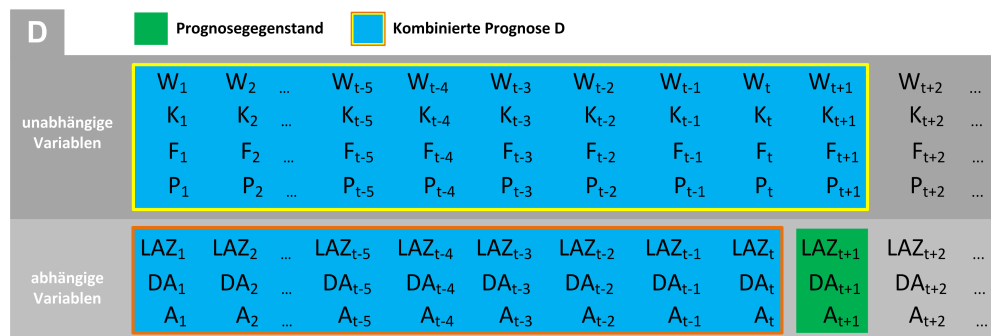 D Prognosegegenstand Kombinierte Prognose D
W₁ W₂ ... Wₜ₋₅ Wₜ₋₄ Wₜ₋₃ Wₜ₋₂ Wₜ₋₁ Wₜ Wₜ₊₁ Wₜ₊₂ ...
unabhängige Variablen
K₁ K₂ ... Kₜ₋₅ Kₜ₋₄ Kₜ₋₃ Kₜ₋₂ Kₜ₋₁ Kₜ Kₜ₊₁ Kₜ₊₂ ...
F₁ F₂ ... Fₜ₋₅ Fₜ₋₄ Fₜ₋₃ Fₜ₋₂ Fₜ₋₁ Fₜ Fₜ₊₁ Fₜ₊₂ ...
P₁ P₂ ... Pₜ₋₅ Pₜ₋₄ Pₜ₋₃ Pₜ₋₂ Pₜ₋₁ Pₜ Pₜ₊₁ Pₜ₊₂ ...
LAZ₁ LAZ₂ ... LAZₜ₋₅ LAZₜ₋₄ LAZₜ₋₃ LAZₜ₋₂ LAZₜ₋₁ LAZₜ LAZₜ₊₁ LAZₜ₊₂ ...
abhängige Variablen
DA₁ DA₂ ... DAₜ₋₅ DAₜ₋₄ DAₜ₋₃ DAₜ₋₂ DAₜ₋₁ DAₜ DAₜ₊₁ DAₜ₊₂ ...
A₁ A₂ ... Aₜ₋₅ Aₜ₋₄ Aₜ₋₃ Aₜ₋₂ Aₜ₋₁ Aₜ Aₜ₊₁ Aₜ₊₂ ...